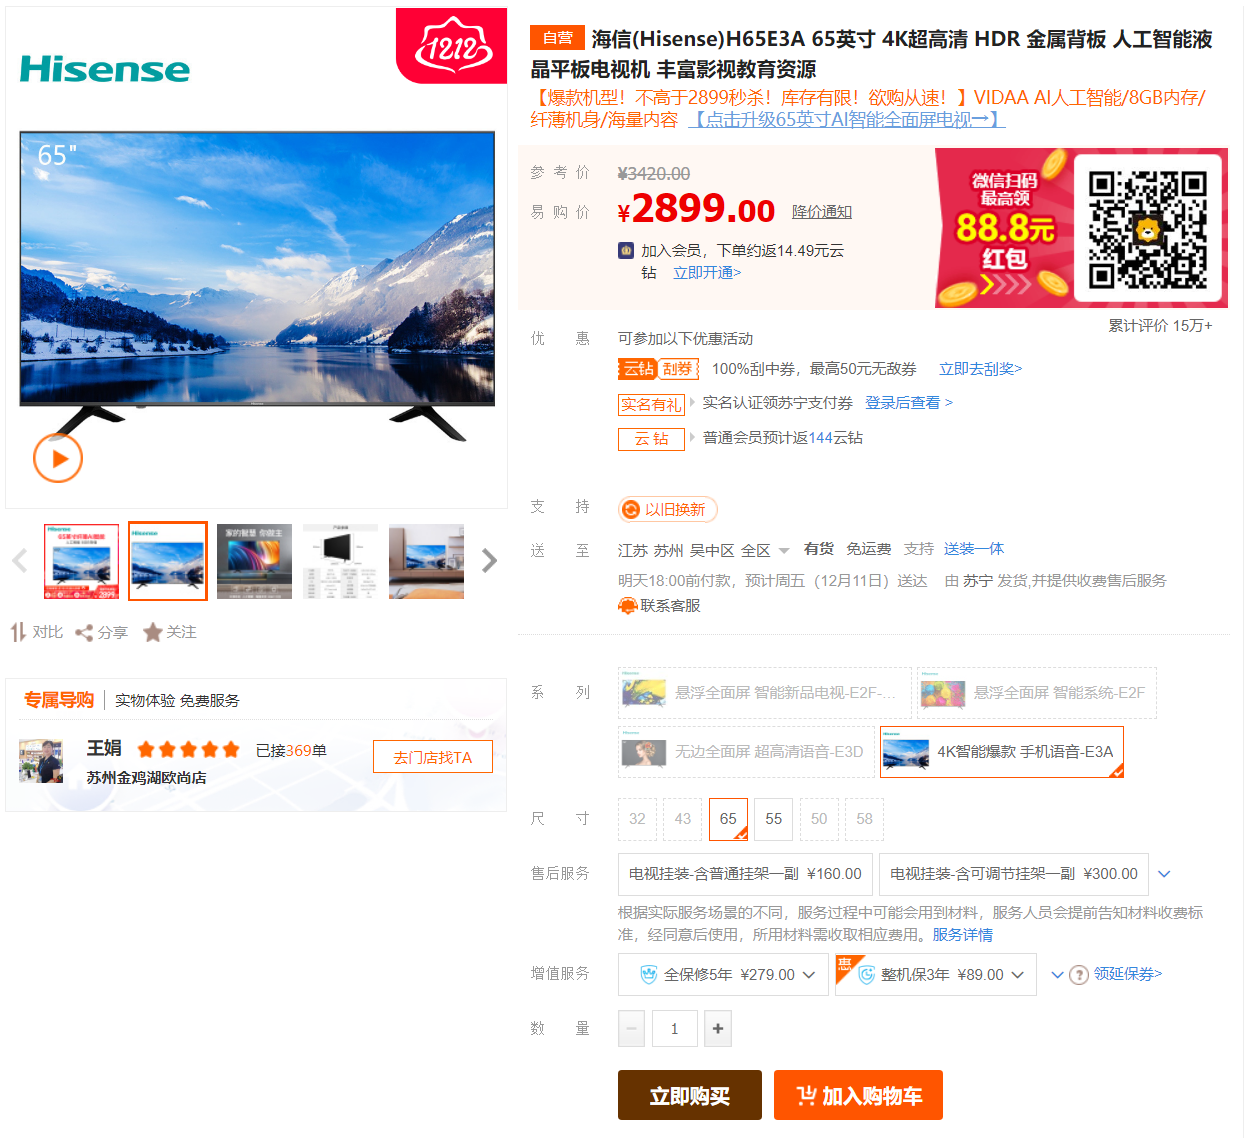 Hisense
1212
65"
对比
分享
关注
专属导购
实物体验 免费服务
王娟
已接369单
苏州金鸡湖欧尚店
去门店找TA
自营 海信(Hisense)H65E3A 65英寸 4K超高清 HDR 金属背板 人工智能液
晶平板电视机 丰富影视教育资源
【爆款机型！不高于2899秒杀！库存有限！欲购从速！】VIDAA AI人工智能/8GB内存/
纤薄机身/海量内容 【点击升级65英寸AI智能全面屏电视→】
参考价 ¥3420.00
易购价 ¥2899.00 降价通知
加入会员，下单约返14.49元云
钻 立即开通>
微信扫码
最高领
88.8元
红包
累计评价 15万+
优惠 可参加以下优惠活动
云钻 刮券 100%刮中券，最高50元无敌券 立即去刮奖>
实名有礼 实名认证领苏宁支付券 登录后查看 >
云钻 普通会员预计返144云钻
支持 以旧换新
送至 江苏 苏州 吴中区 全区 有货 免运费 支持 送装一体
明天18:00前付款，预计周五（12月11日）送达 由 苏宁 发货,并提供收费售后服务
联系客服
系列 悬浮全面屏 智能新品电视-E2F-... 悬浮全面屏 智能系统-E2F
无边全面屏 超高清语音-E3D 4K智能爆款 手机语音-E3A
尺寸 32 43 65 55 50 58
售后服务 电视挂装-含普通挂架一副 ¥160.00 电视挂装-含可调节挂架一副 ¥300.00
根据实际服务场景的不同，服务过程中可能会用到材料，服务人员会提前告知材料收费标
准，经同意后使用，所用材料需收取相应费用。服务详情
增值服务 全保修5年 ¥279.00 惠 整机保3年 ¥89.00 ? 领延保券>
数量 − 1 +
立即购买 加入购物车